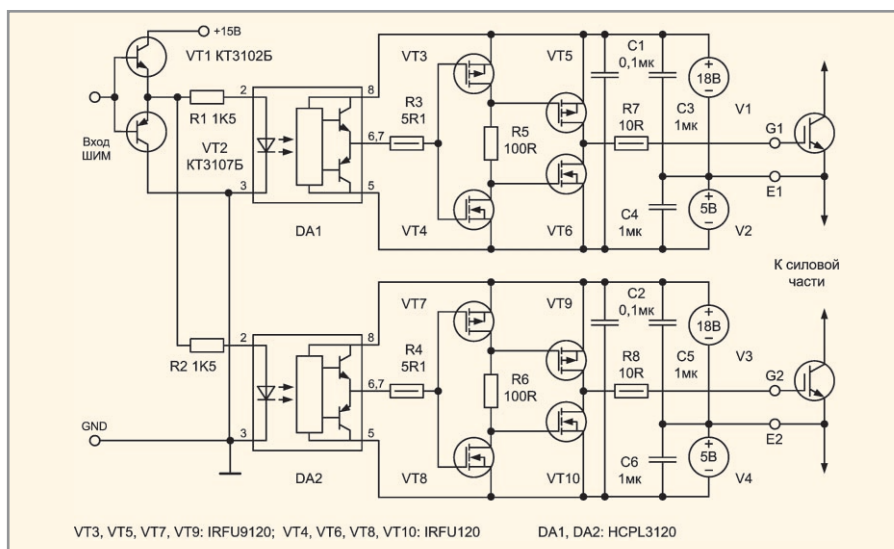 +15В
VT1 КТ3102Б
Вход
ШИМ
R1 1K5
VT2
КТ3107Б
2
3
8
6,7
5
DA1
R3
5R1
VT3
VT4
R5
100R
VT5
VT6
C1
0,1мк
R7
10R
C3
1мк
C4
1мк
+
18В
–
V1
+
5В
–
V2
G1
E1
К силовой
части
R2 1K5
GND
2
3
8
6,7
5
DA2
R4
5R1
VT7
VT8
R6
100R
VT9
VT10
C2
0,1мк
R8
10R
C5
1мк
C6
1мк
+
18В
–
V3
+
5В
–
V4
G2
E2
VT3, VT5, VT7, VT9: IRFU9120; VT4, VT6, VT8, VT10: IRFU120
DA1, DA2: HCPL3120